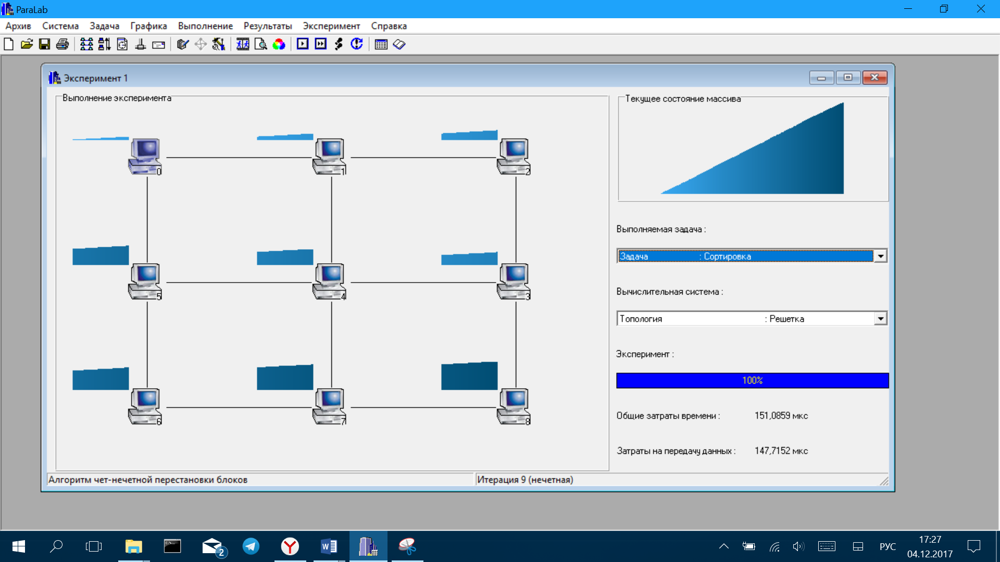 ParaLab
Архив Система Задача Графика Выполнение Результаты Эксперимент Справка
Эксперимент 1
Выполнение эксперимента
Текущее состояние массива
0 1 2
Выполняемая задача :
Задача : Сортировка
5 4 3
Вычислительная система :
Топология : Решетка
Эксперимент :
100%
6 7 8
Общие затраты времени : 151,0859 мкс
Затраты на передачу данных : 147,7152 мкс
Алгоритм чет-нечетной перестановки блоков
Итерация 9 (нечетная)
2
РУС
17:27
04.12.2017